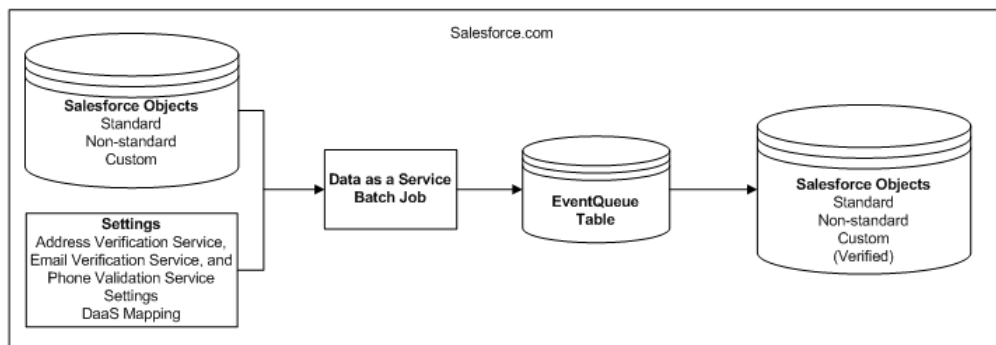 Salesforce.com
Salesforce Objects
Standard
Non-standard
Custom
Settings
Address Verification Service,
Email Verification Service, and
Phone Validation Service
Settings
DaaS Mapping
Data as a Service
Batch Job
EventQueue
Table
Salesforce Objects
Standard
Non-standard
Custom
(Verified)